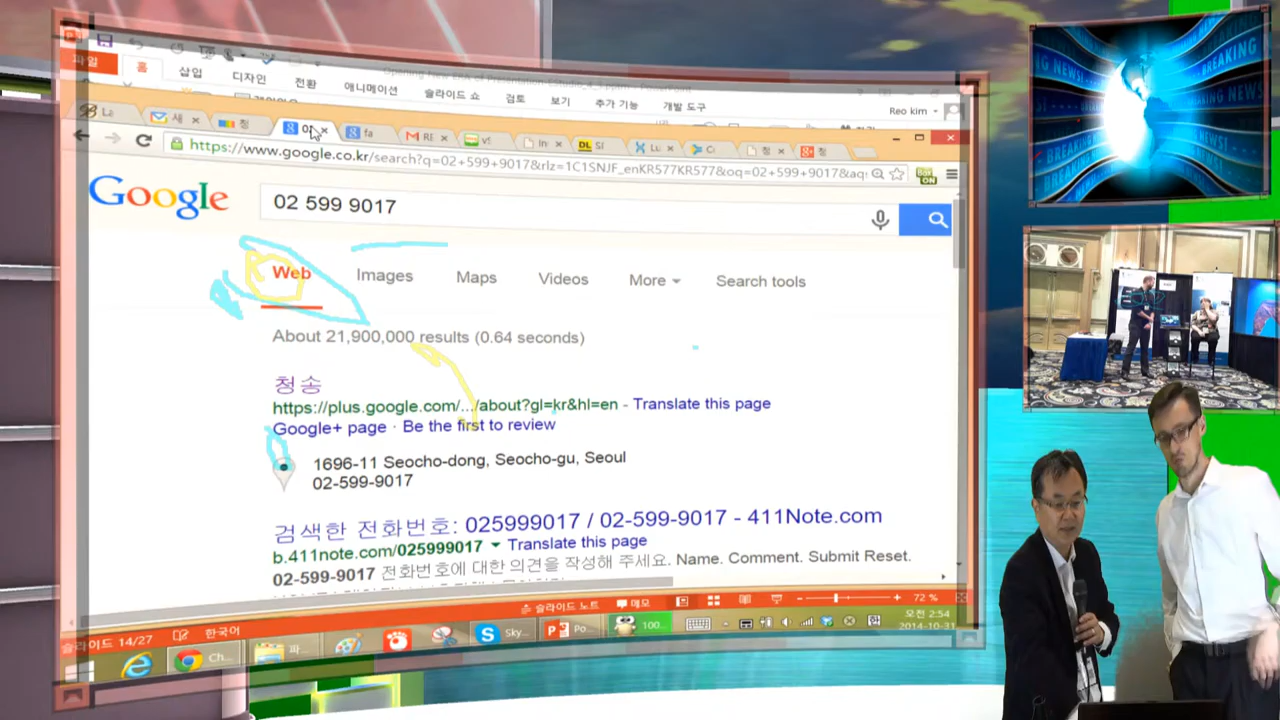 파일
홈
삽입
디자인
전환
애니메이션
슬라이드 쇼
검토
보기
추가 기능
개발 도구
Reo kim
https://www.google.co.kr/search?q=02+599+9017&rlz=1C1SNJF_enKR577KR577&oq=02+599+9017&aq
Google
02 599 9017
Web
Images
Maps
Videos
More
Search tools
About 21,900,000 results (0.64 seconds)
청송
https://plus.google.com/.../about?gl=kr&hl=en - Translate this page
Google+ page · Be the first to review
1696-11 Seocho-dong, Seocho-gu, Seoul
02-599-9017
검색한 전화번호: 025999017 / 02-599-9017 - 411Note.com
b.411note.com/025999017 Translate this page
02-599-9017 전화번호에 대한 의견을 작성해 주세요. Name. Comment. Submit Reset.
슬라이드 노트
메모
72 %
슬라이드 14/27
한국어
오전 2:54
2014-10-31
Ch...
Sky...
Po...
100
BREAKING NEWS!
BREAKING NEWS!